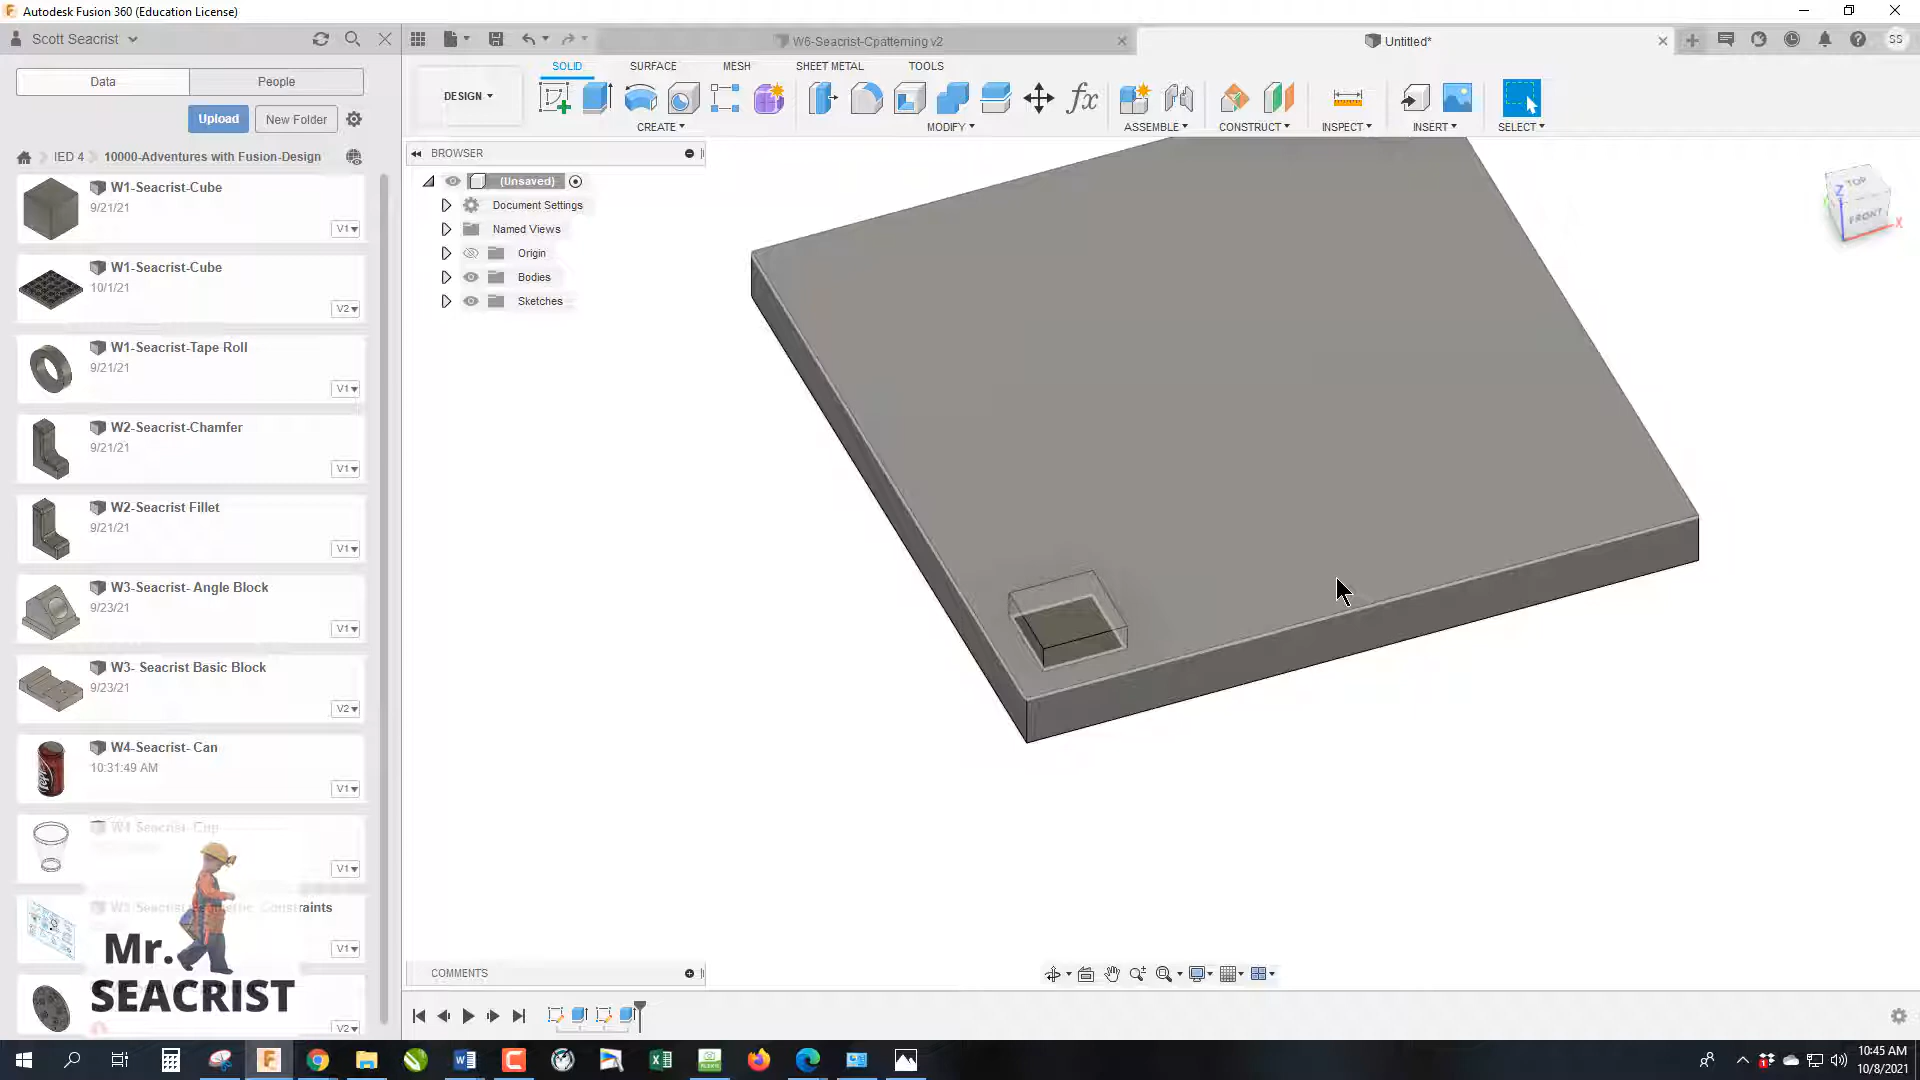 Autodesk Fusion 360 (Education License)
Scott Seacrist
W6-Seacrist-Cpatterning v2
Untitled*
SS
Data
People
SOLID
SURFACE
MESH
SHEET METAL
TOOLS
DESIGN
Upload
New Folder
CREATE
MODIFY
ASSEMBLE
CONSTRUCT
INSPECT
INSERT
SELECT
IED 4
10000-Adventures with Fusion-Design
BROWSER
(Unsaved)
Document Settings
Named Views
Origin
Bodies
Sketches
TOP
FRONT
Z
X
W1-Seacrist-Cube
9/21/21
V1
W1-Seacrist-Cube
10/1/21
V2
W1-Seacrist-Tape Roll
9/21/21
V1
W2-Seacrist-Chamfer
9/21/21
V1
W2-Seacrist Fillet
9/21/21
V1
W3-Seacrist- Angle Block
9/23/21
V1
W3- Seacrist Basic Block
9/23/21
V2
W4-Seacrist- Can
10:31:49 AM
V1
W4-Seacrist- Cup
V1
Constraints
V1
Mr.
SEACRIST
V2
COMMENTS
10:45 AM
10/8/2021